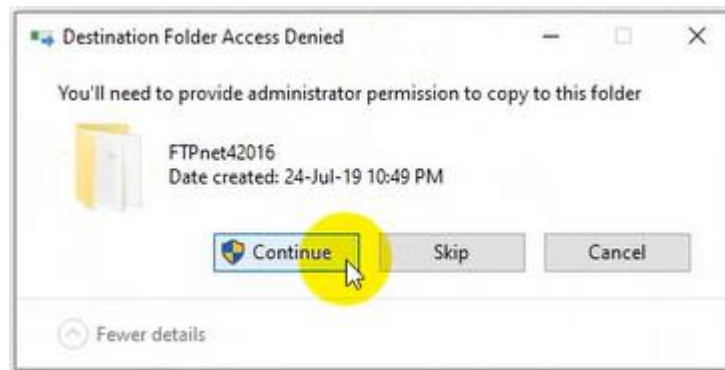 Destination Folder Access Denied
You'll need to provide administrator permission to copy to this folder
FTPnet42016
Date created: 24-Jul-19 10:49 PM
Continue Skip Cancel
Fewer details